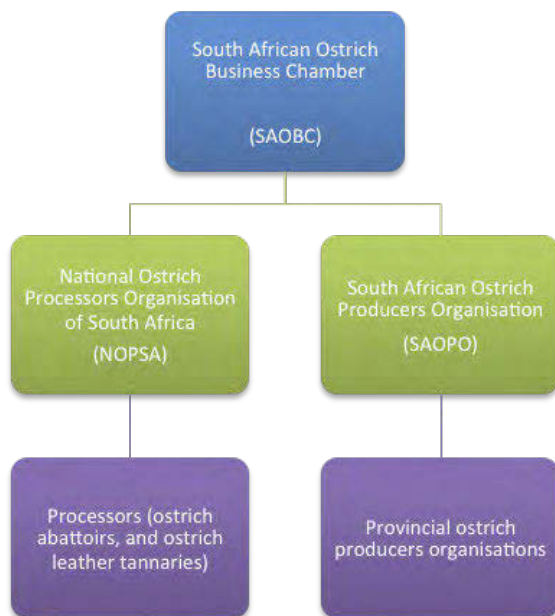 South African Ostrich
Business Chamber
(SAOBC)
National Ostrich
Processors Organisation
of South Africa
(NOPSA)
South African Ostrich
Producers Organisation
(SAOPO)
Processors (ostrich
abattoirs, and ostrich
leather tannaries)
Provincial ostrich
producers organisations